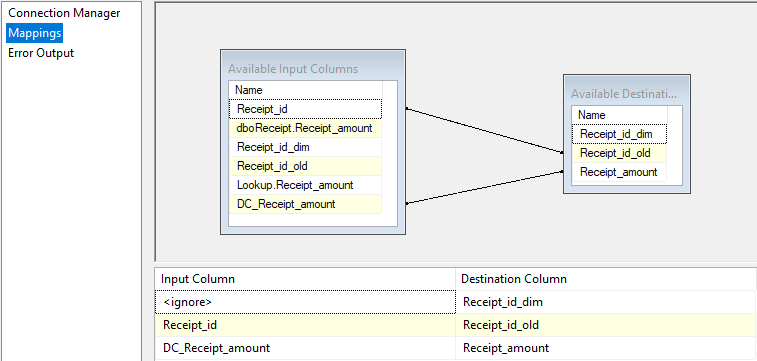 Connection Manager
Mappings
Error Output
Available Input Columns
Name
Receipt_id
dboReceipt.Receipt_amount
Receipt_id_dim
Receipt_id_old
Lookup.Receipt_amount
DC_Receipt_amount
Available Destinati...
Name
Receipt_id_dim
Receipt_id_old
Receipt_amount
Input Column Destination Column
<ignore> Receipt_id_dim
Receipt_id Receipt_id_old
DC_Receipt_amount Receipt_amount